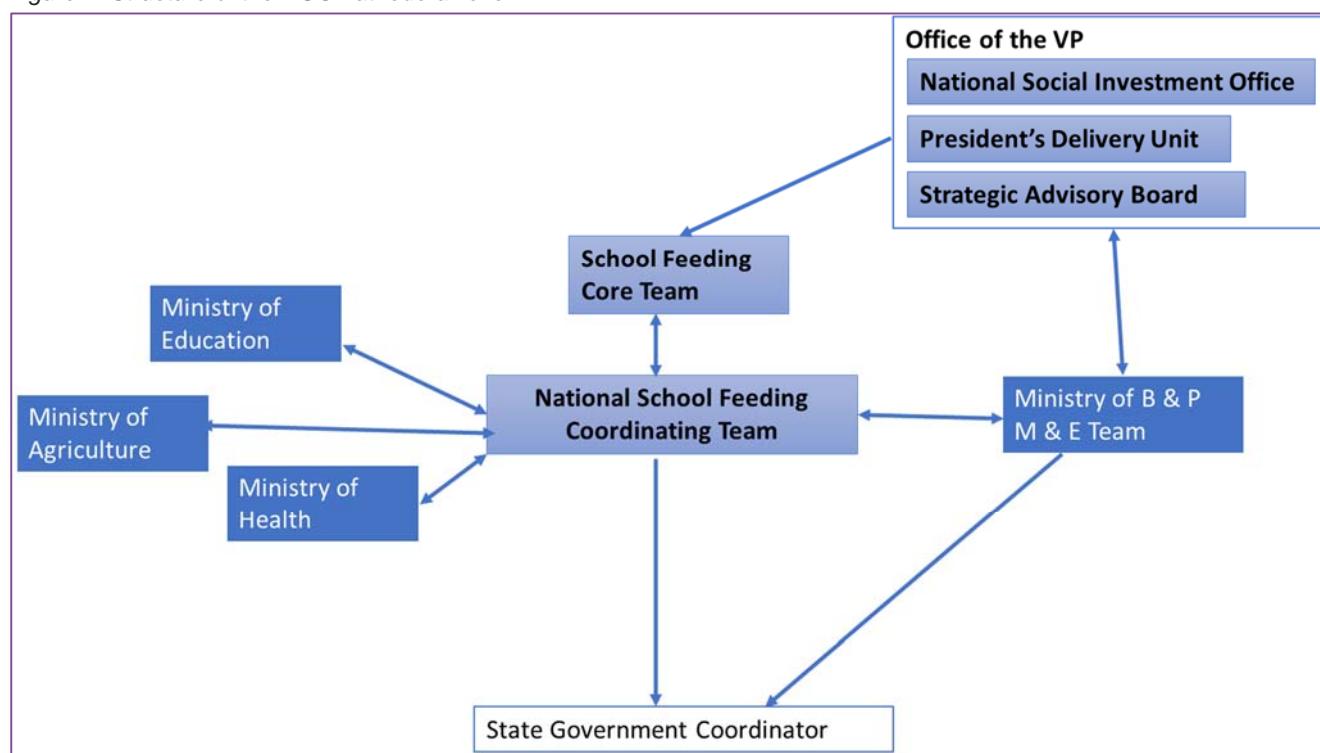 Office of the VP
National Social Investment Office
President's Delivery Unit
Strategic Advisory Board
School Feeding
Core Team
Ministry of
Education
Ministry of
Agriculture
Ministry of
Health
National School Feeding
Coordinating Team
Ministry of B & P
M & E Team
State Government Coordinator